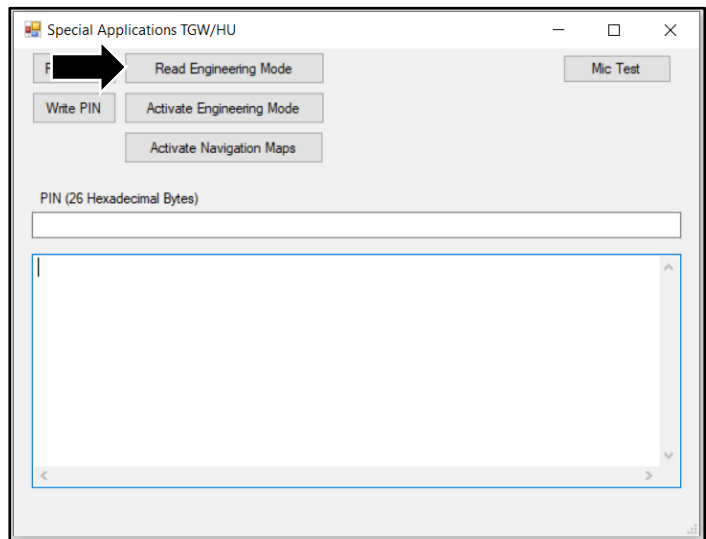 Special Applications TGW/HU
Read Engineering Mode
Mic Test
Write PIN
Activate Engineering Mode
Activate Navigation Maps
PIN (26 Hexadecimal Bytes)